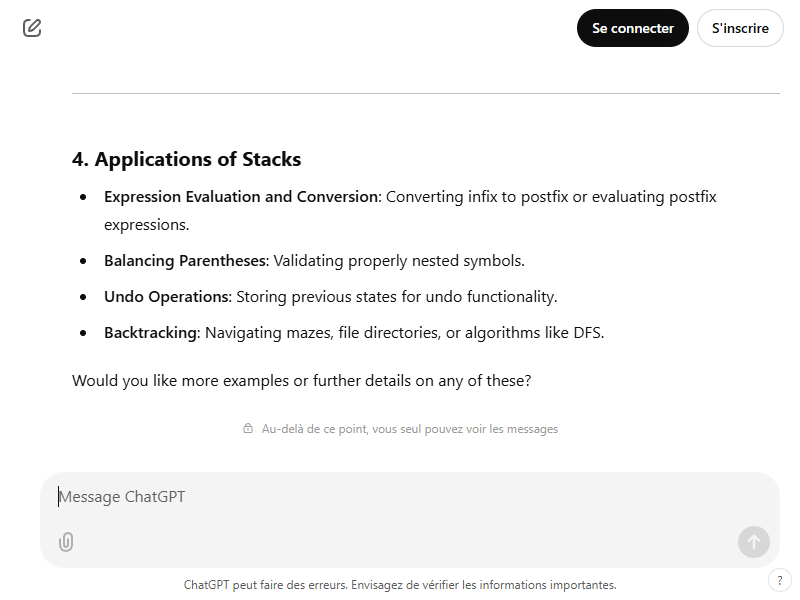 Se connecter
S'inscrire
4. Applications of Stacks
Expression Evaluation and Conversion: Converting infix to postfix or evaluating postfix
expressions.
Balancing Parentheses: Validating properly nested symbols.
Undo Operations: Storing previous states for undo functionality.
Backtracking: Navigating mazes, file directories, or algorithms like DFS.
Would you like more examples or further details on any of these?
Au-delà de ce point, vous seul pouvez voir les messages
Message ChatGPT
ChatGPT peut faire des erreurs. Envisagez de vérifier les informations importantes.
?